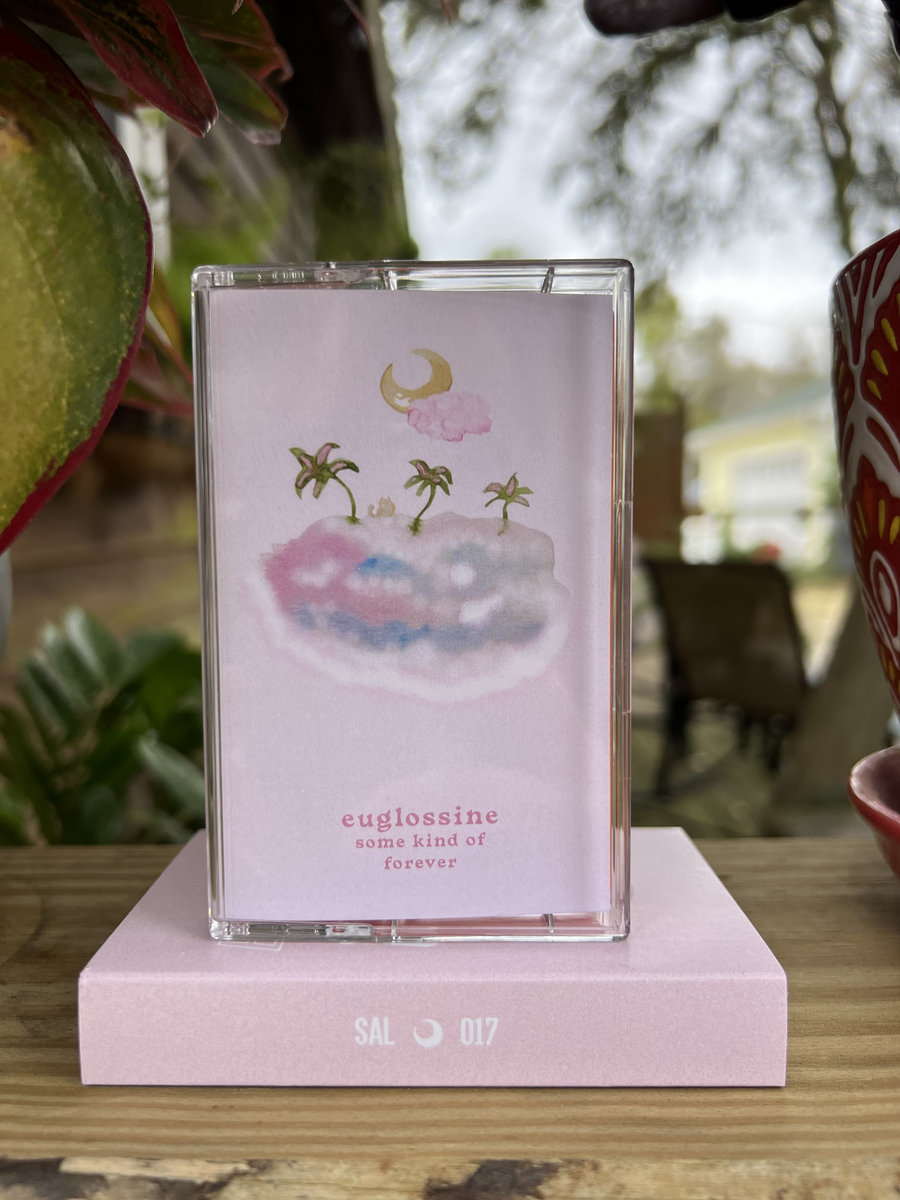 euglossine
some kind of
forever
SAL 017